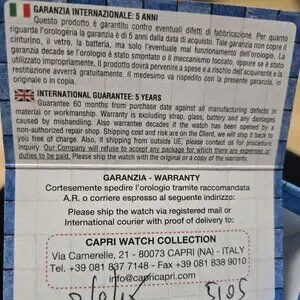 GARANZIA INTERNAZIONALE: 5 ANNI
Questo prodotto è garantito contro eventuali difetti di fabbricazione. Per quanto
riguarda l'orologeria la garanzia è di 5 anni dalla data di acquisto. Tale garanzia non copre il
cinturino, il vetro, la batteria, ma solo l'eventuale mal funzionamento dell'orologio. La
garanzia decade se l'orologio è stato smontato o il meccanismo toccato, oppure se è stato
utilizzato impropriamente. Il prodotto dovrà pervenire a spese e a rischio dell'acquirente e la
restituzione avverrà gratuitamente. Il medesimo va rispedito con la presente garanzia, in
originale o in copia.
INTERNATIONAL GUARANTEE: 5 YEARS
Guarantee 60 months from purchase date against all manufacturing defects in
material or workmanship. Warranty is excluding strap, glass, battery and any damages
caused by mishandling. Also warrantee decades if the watch has been opened by a
non-authorized repair shop. Shipping cost and risk are on the Client, we will ship it back to
you free of charge. Also, if shipping from outside UE, please contact us for procedure
inquiry. Our Company will refuse to accept any package for which there are expenses or
duties to be paid. Please ship the watch with the original or a copy of the warranty.
GARANZIA - WARRANTY
Cortesemente spedire l'orologio tramite raccomandata
A.R. o corriere espresso al seguente indirizzo:
Please ship the watch via registered mail or
International courier with proof of delivery to:
CAPRI WATCH COLLECTION
Via Camerelle, 21 - 80073 CAPRI (NA) - ITALY
Tel. +39 081 837 7148 - Fax +39 081 838 9010
info@capricapri.com
5105